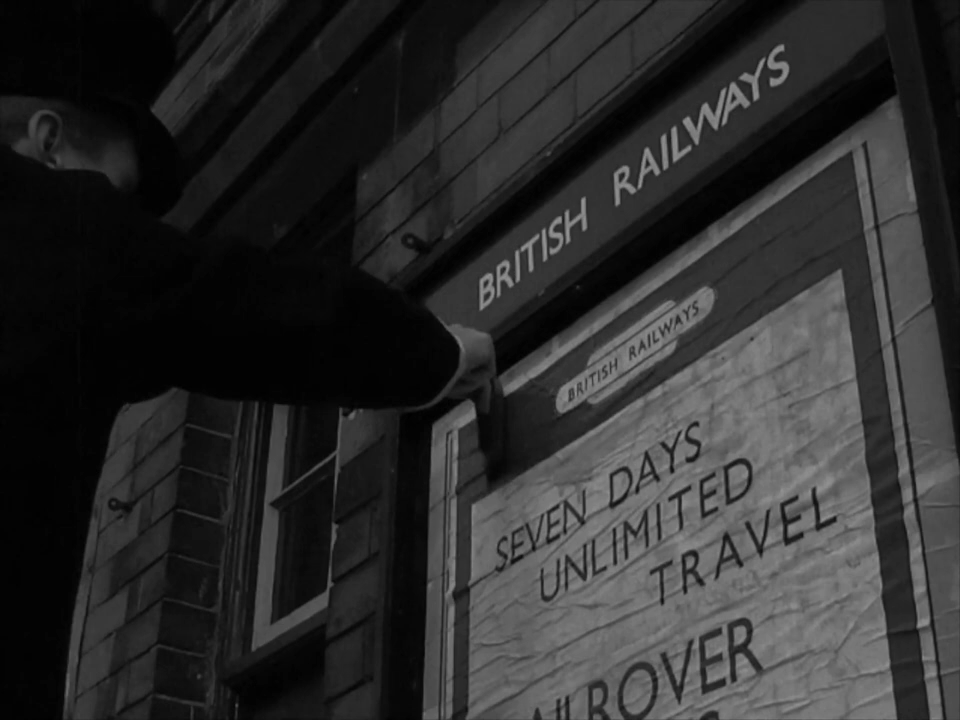 BRITISH RAILWAYS
BRITISH RAILWAYS
SEVEN DAYS
UNLIMITED
TRAVEL